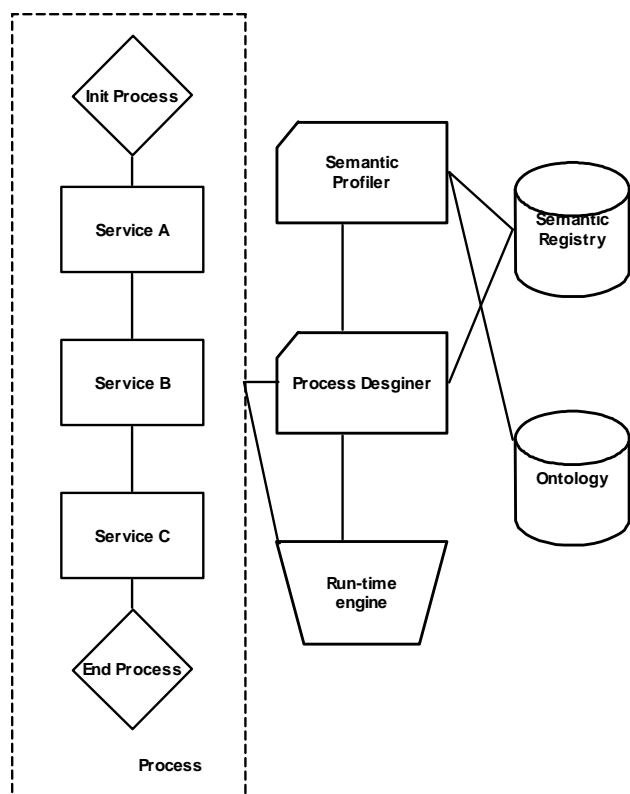 Init Process
Service A
Service B
Service C
End Process
Process
Semantic
Profiler
Process Desginer
Run-time
engine
Semantic
Registry
Ontology